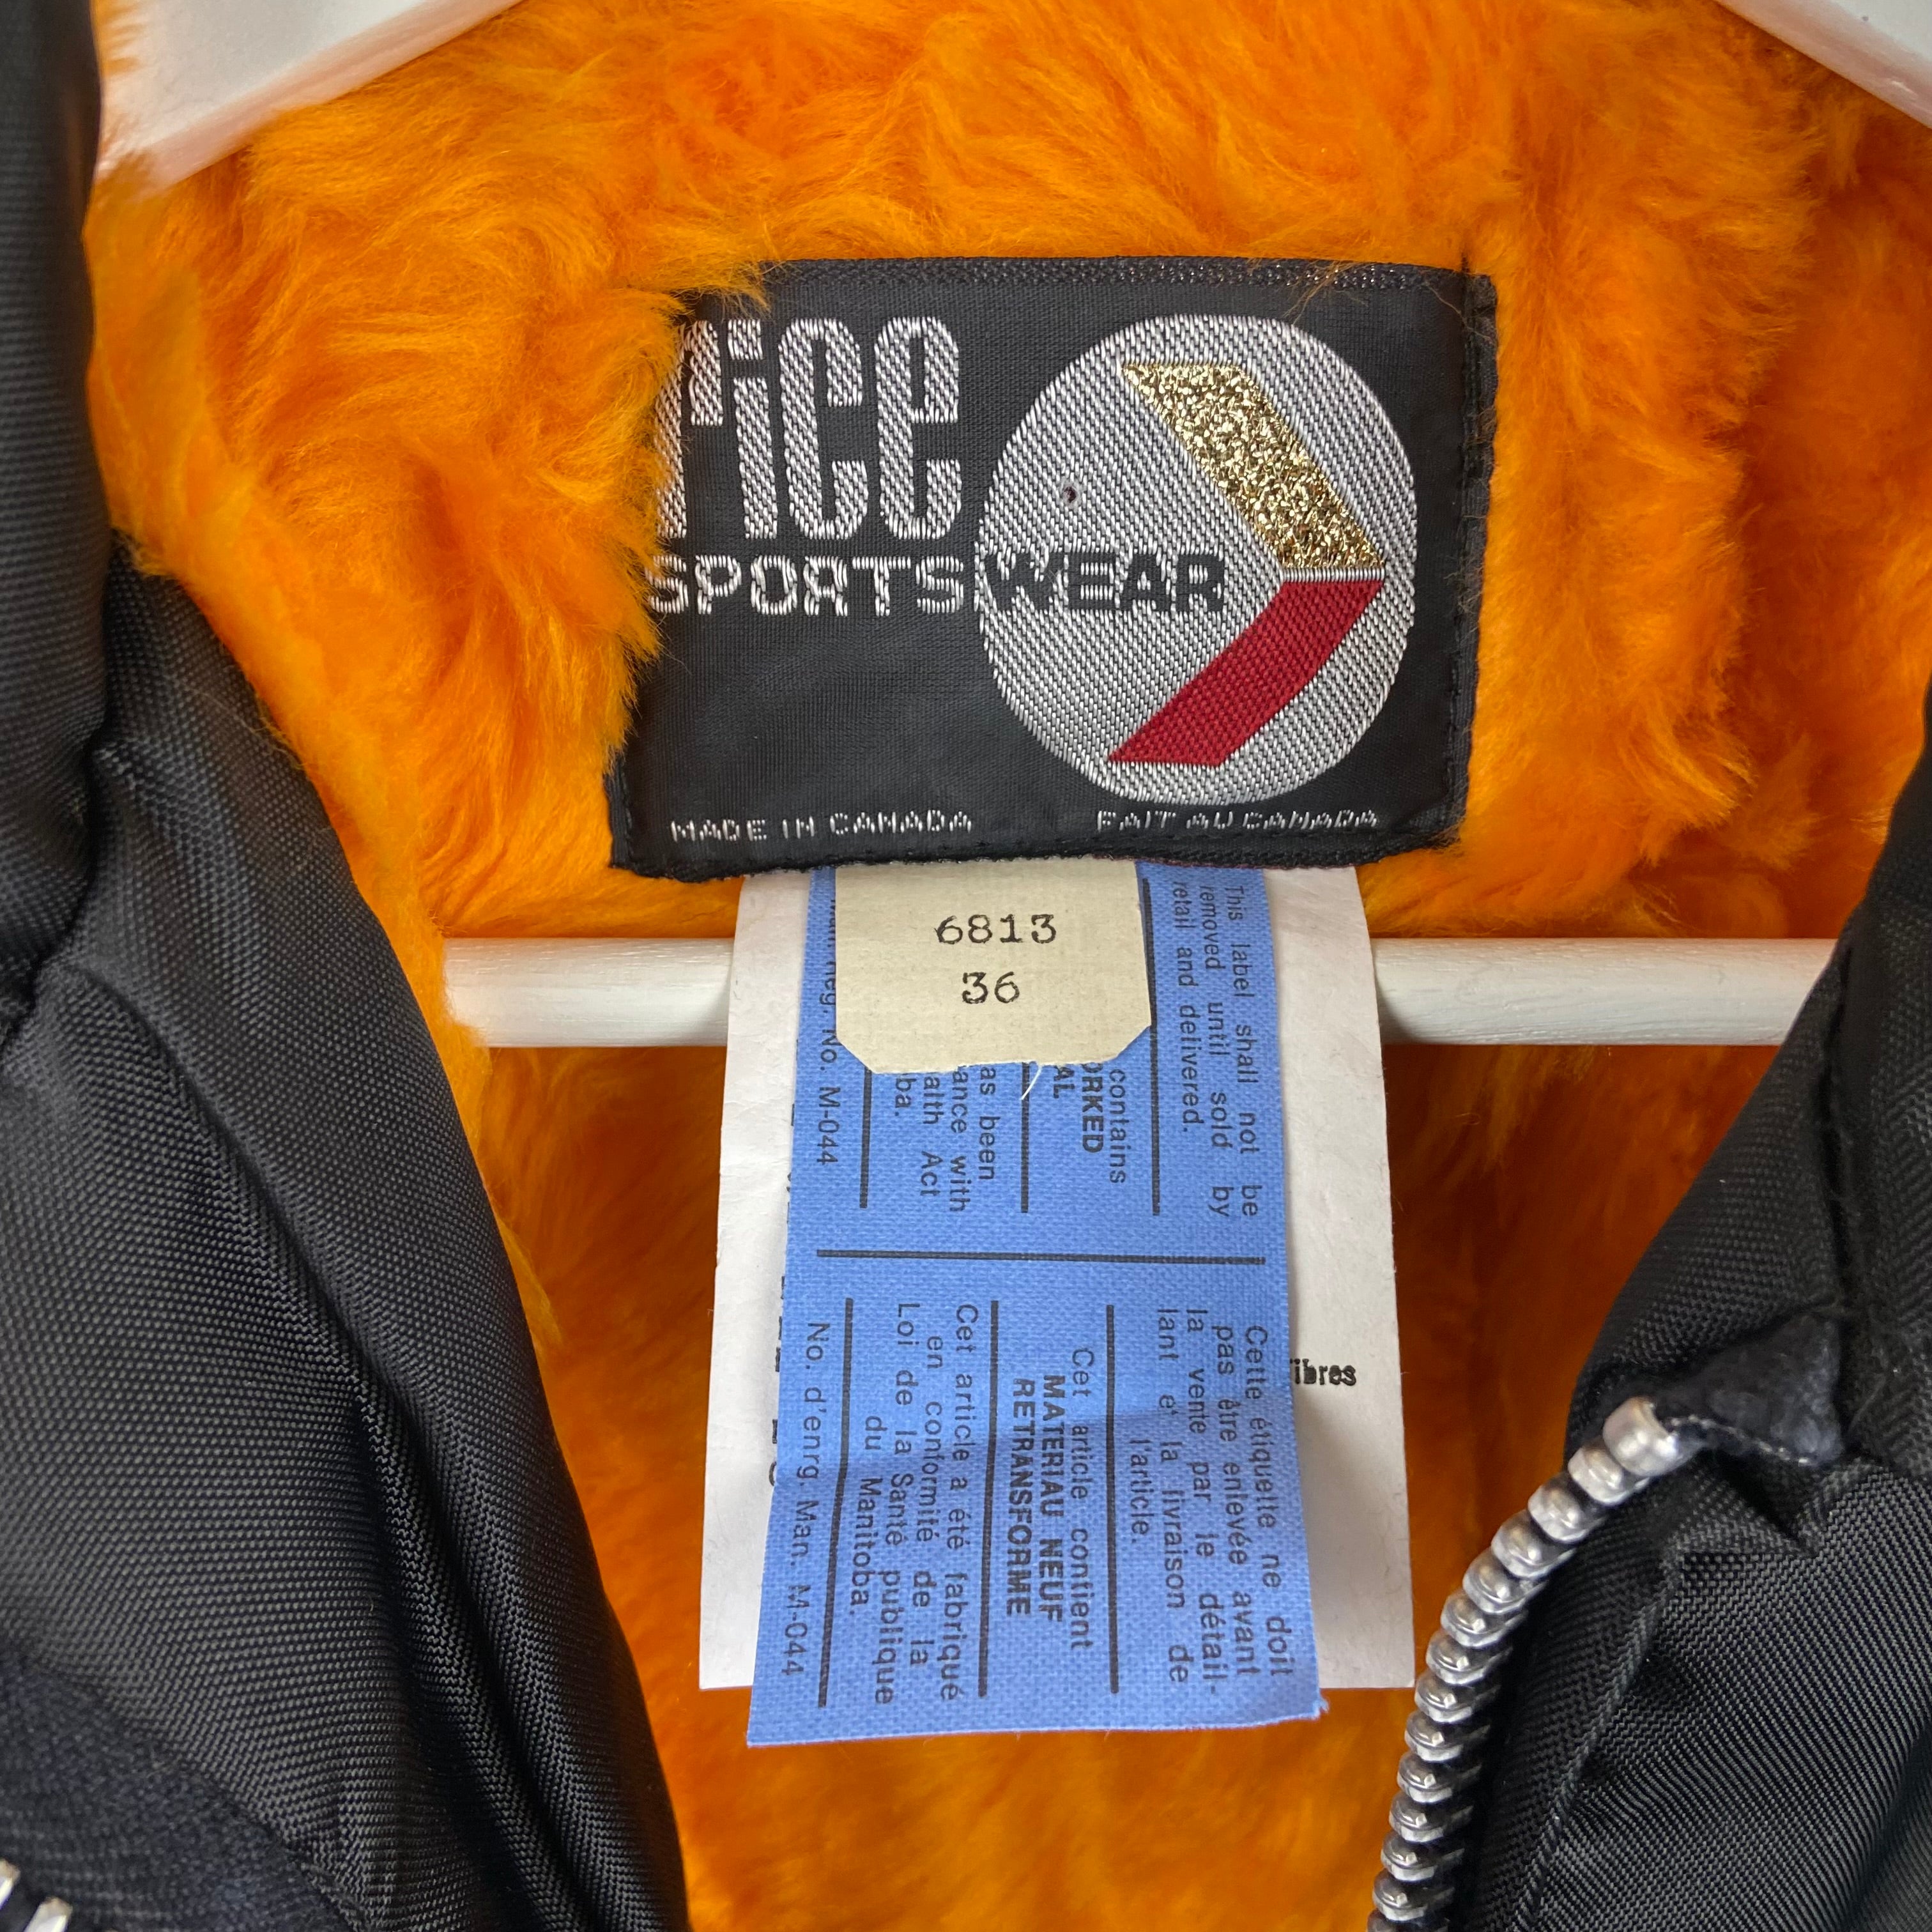 rice
SPORTSWEAR
MADE IN CANADA
FAIT AU CANADA
6813
36
This label shall not be
removed until sold by
retail and delivered.
contains
ORKED
AL
as been
ance with
alth Act
ba.
reg. No. M-044
Cette étiquette ne doit
pas être enlevée avant
la vente par le détail-
lant et la livraison de
l'article.
Cet article contient
MATERIAU NEUF
RETRANSFORME
Cet article a été fabriqué
en conformité de la
Loi de la Santé publique
du Manitoba.
No. d'enrg. Man. M-044
ibres